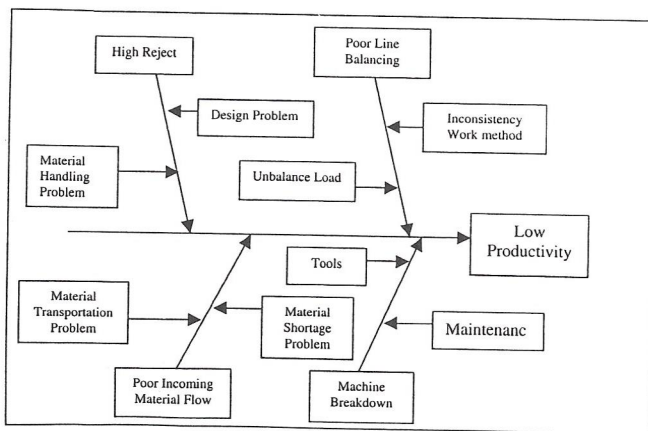 High Reject
Poor Line
Balancing
Design Problem
Inconsistency
Work method
Material
Handling
Problem
Unbalance Load
Low
Productivity
Tools
Material
Transportation
Problem
Material
Shortage
Problem
Maintenanc
Poor Incoming
Material Flow
Machine
Breakdown